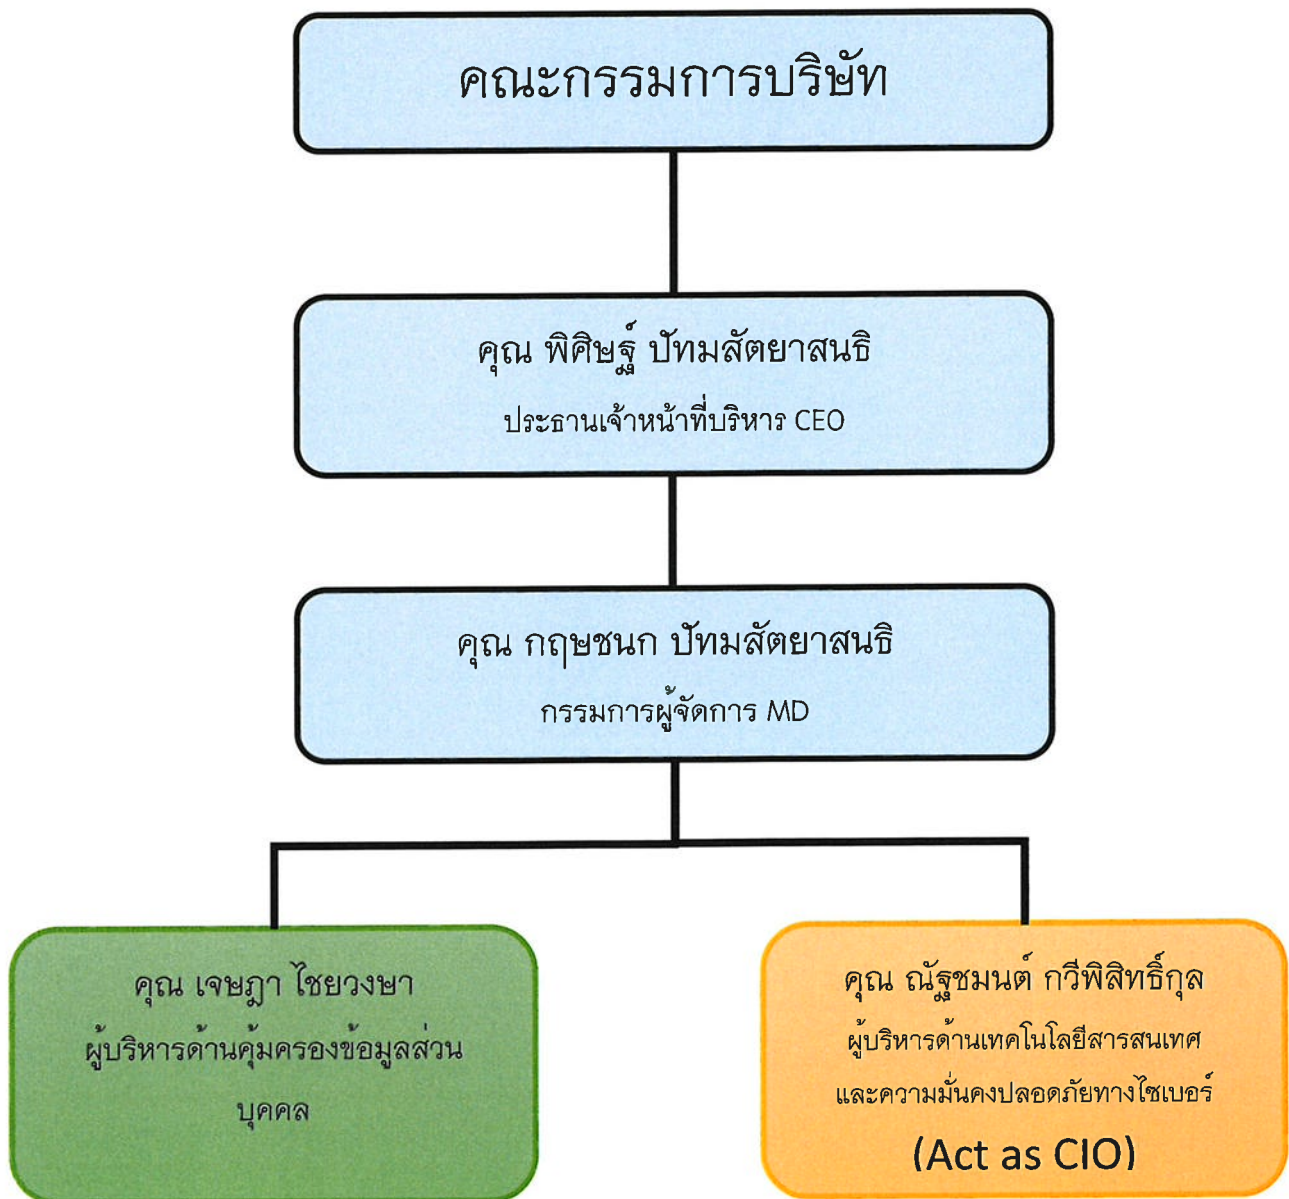 คณะกรรมการบริษัท
คุณ พิศิษฐ์ ปัทมสัตยาสนธิ
ประธานเจ้าหน้าที่บริหาร CEO
คุณ กฤษชนก ปัทมสัตยาสนธิ
กรรมการผู้จัดการ MD
คุณ เจษฎา ไชยวงษา
ผู้บริหารด้านคุ้มครองข้อมูลส่วน
บุคคล
คุณ ณัฐชมนต์ กวีพิสิทธิ์กุล
ผู้บริหารด้านเทคโนโลยีสารสนเทศ
และความมั่นคงปลอดภัยทางไซเบอร์
(Act as CIO)